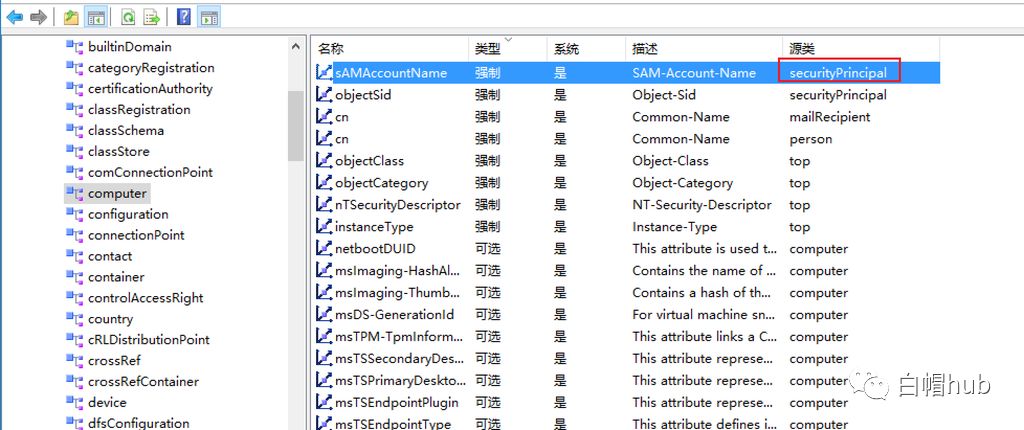 名称 类型 系统 描述 源类
builtinDomain
categoryRegistration sAMAccountName 强制 是 SAM-Account-Name securityPrincipal
certificationAuthority objectSid 强制 是 Object-Sid securityPrincipal
classRegistration cn 强制 是 Common-Name mailRecipient
classSchema cn 强制 是 Common-Name person
classStore objectClass 强制 是 Object-Class top
comConnectionPoint objectCategory 强制 是 Object-Category top
computer nTSecurityDescriptor 强制 是 NT-Security-Descriptor top
configuration instanceType 强制 是 Instance-Type top
connectionPoint netbootDUID 可选 是 This attribute is used t... computer
contact msImaging-HashAl... 可选 是 Contains the name of ... computer
container msImaging-Thumb... 可选 是 Contains a hash of th... computer
controlAccessRight msDS-GenerationId 可选 是 For virtual machine sn... computer
country msTPM-TpmInform... 可选 是 This attribute links a C... computer
cRLDistributionPoint msTSSecondaryDes... 可选 是 This attribute represe... computer
crossRef msTSPrimaryDeskto... 可选 是 This attribute represe... computer
crossRefContainer msTSEndpointPlugin 可选 是 This attribute represe... computer
device msTSEndpointType 可选 是 This attribute defines i... computer
dfsConfiguration
白帽hub